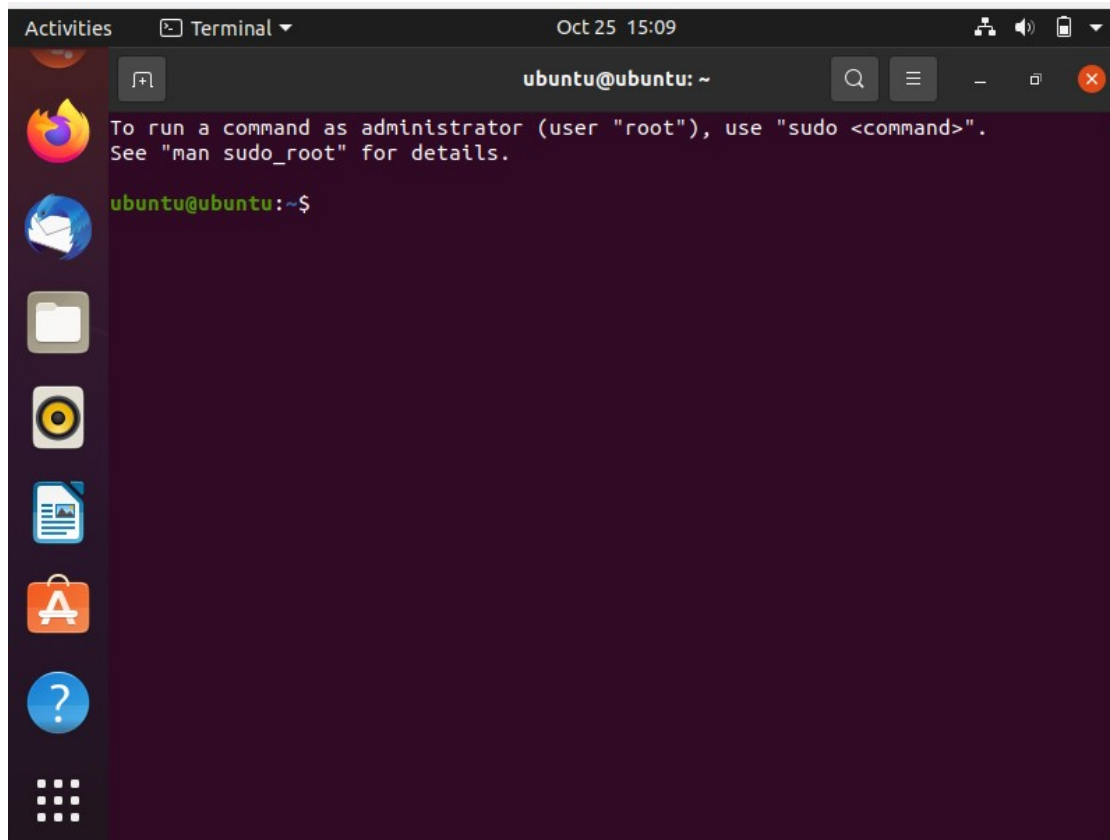 Activities Terminal Oct 25 15:09
ubuntu@ubuntu: ~
To run a command as administrator (user "root"), use "sudo <command>".
See "man sudo_root" for details.
ubuntu@ubuntu:~$